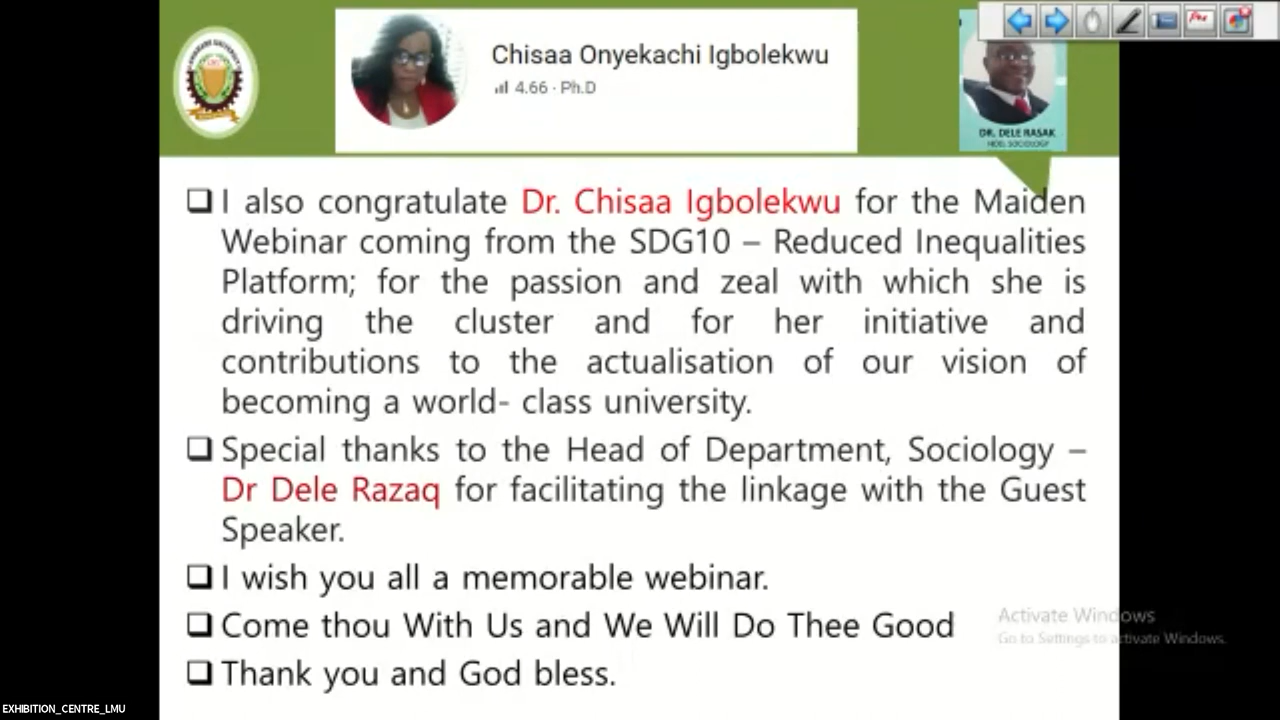 Chisaa Onyekachi Igbolekwu
4.66 · Ph.D
DR. DELE RASAK
HOD, SOCIOLOGY
I also congratulate Dr. Chisaa Igbolekwu for the Maiden
Webinar coming from the SDG10 – Reduced Inequalities
Platform; for the passion and zeal with which she is
driving the cluster and for her initiative and
contributions to the actualisation of our vision of
becoming a world- class university.
Special thanks to the Head of Department, Sociology –
Dr Dele Razaq for facilitating the linkage with the Guest
Speaker.
I wish you all a memorable webinar.
Come thou With Us and We Will Do Thee Good
Thank you and God bless.
Activate Windows
Go to Settings to activate Windows.
EXHIBITION_CENTRE_LMU